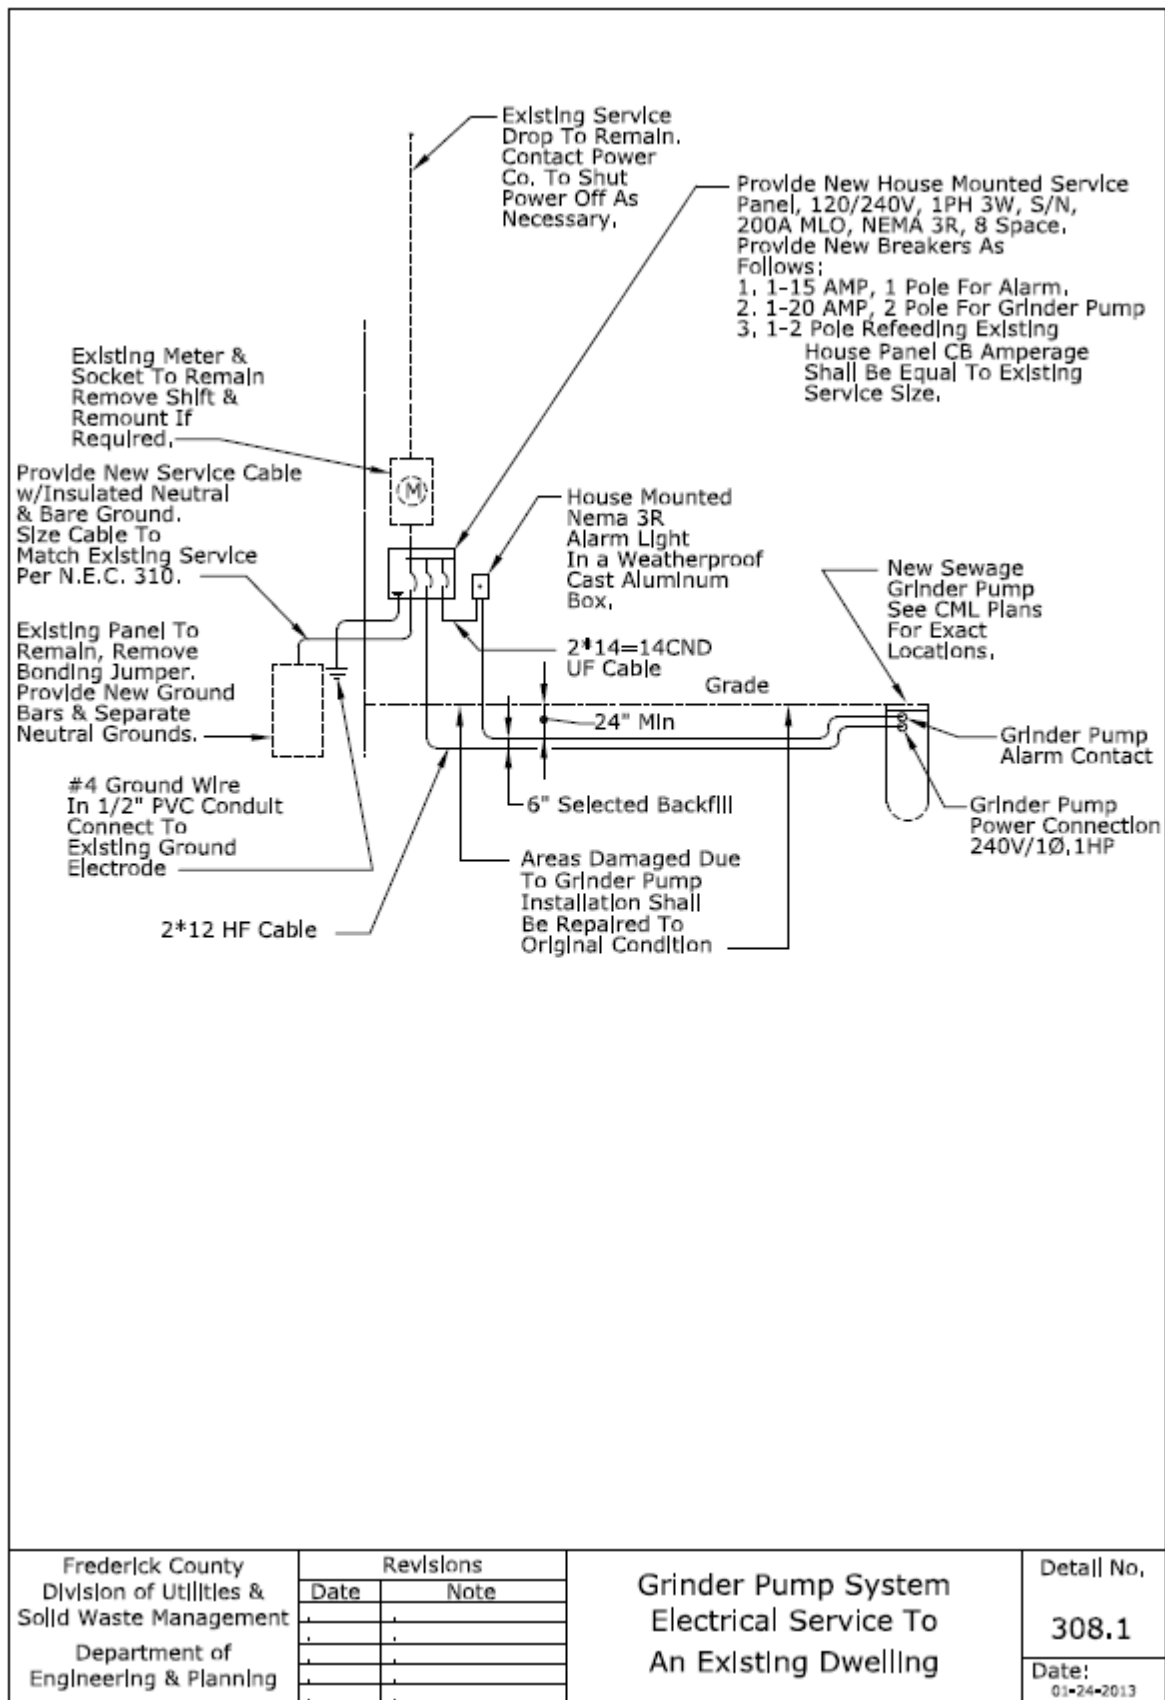 Existing Service
Drop To Remain.
Contact Power
Co. To Shut
Power Off As
Necessary.
Provide New House Mounted Service
Panel, 120/240V, 1PH 3W, S/N,
200A MLO, NEMA 3R, 8 Space.
Provide New Breakers As
Follows:
1. 1-15 AMP, 1 Pole For Alarm.
2. 1-20 AMP, 2 Pole For Grinder Pump
3. 1-2 Pole Refeeding Existing
House Panel CB Amperage
Shall Be Equal To Existing
Service Size.
Existing Meter &
Socket To Remain
Remove Shift &
Remount If
Required.
Provide New Service Cable
w/Insulated Neutral
& Bare Ground.
Size Cable To
Match Existing Service
Per N.E.C. 310.
M
House Mounted
Nema 3R
Alarm Light
In a Weatherproof
Cast Aluminum
Box.
New Sewage
Grinder Pump
See CML Plans
For Exact
Locations.
Existing Panel To
Remain, Remove
Bonding Jumper.
Provide New Ground
Bars & Separate
Neutral Grounds.
2*14=14CND
UF Cable
Grade
24" Min
Grinder Pump
Alarm Contact
#4 Ground Wire
In 1/2" PVC Conduit
Connect To
Existing Ground
Electrode
6" Selected Backfill
Grinder Pump
Power Connection
240V/1Ø,1HP
Areas Damaged Due
To Grinder Pump
Installation Shall
Be Repaired To
Original Condition
2*12 HF Cable
Frederick County
Division of Utilities &
Solid Waste Management
Department of
Engineering & Planning
Revisions
Date Note
Grinder Pump System
Electrical Service To
An Existing Dwelling
Detail No.
308.1
Date:
01-24-2013